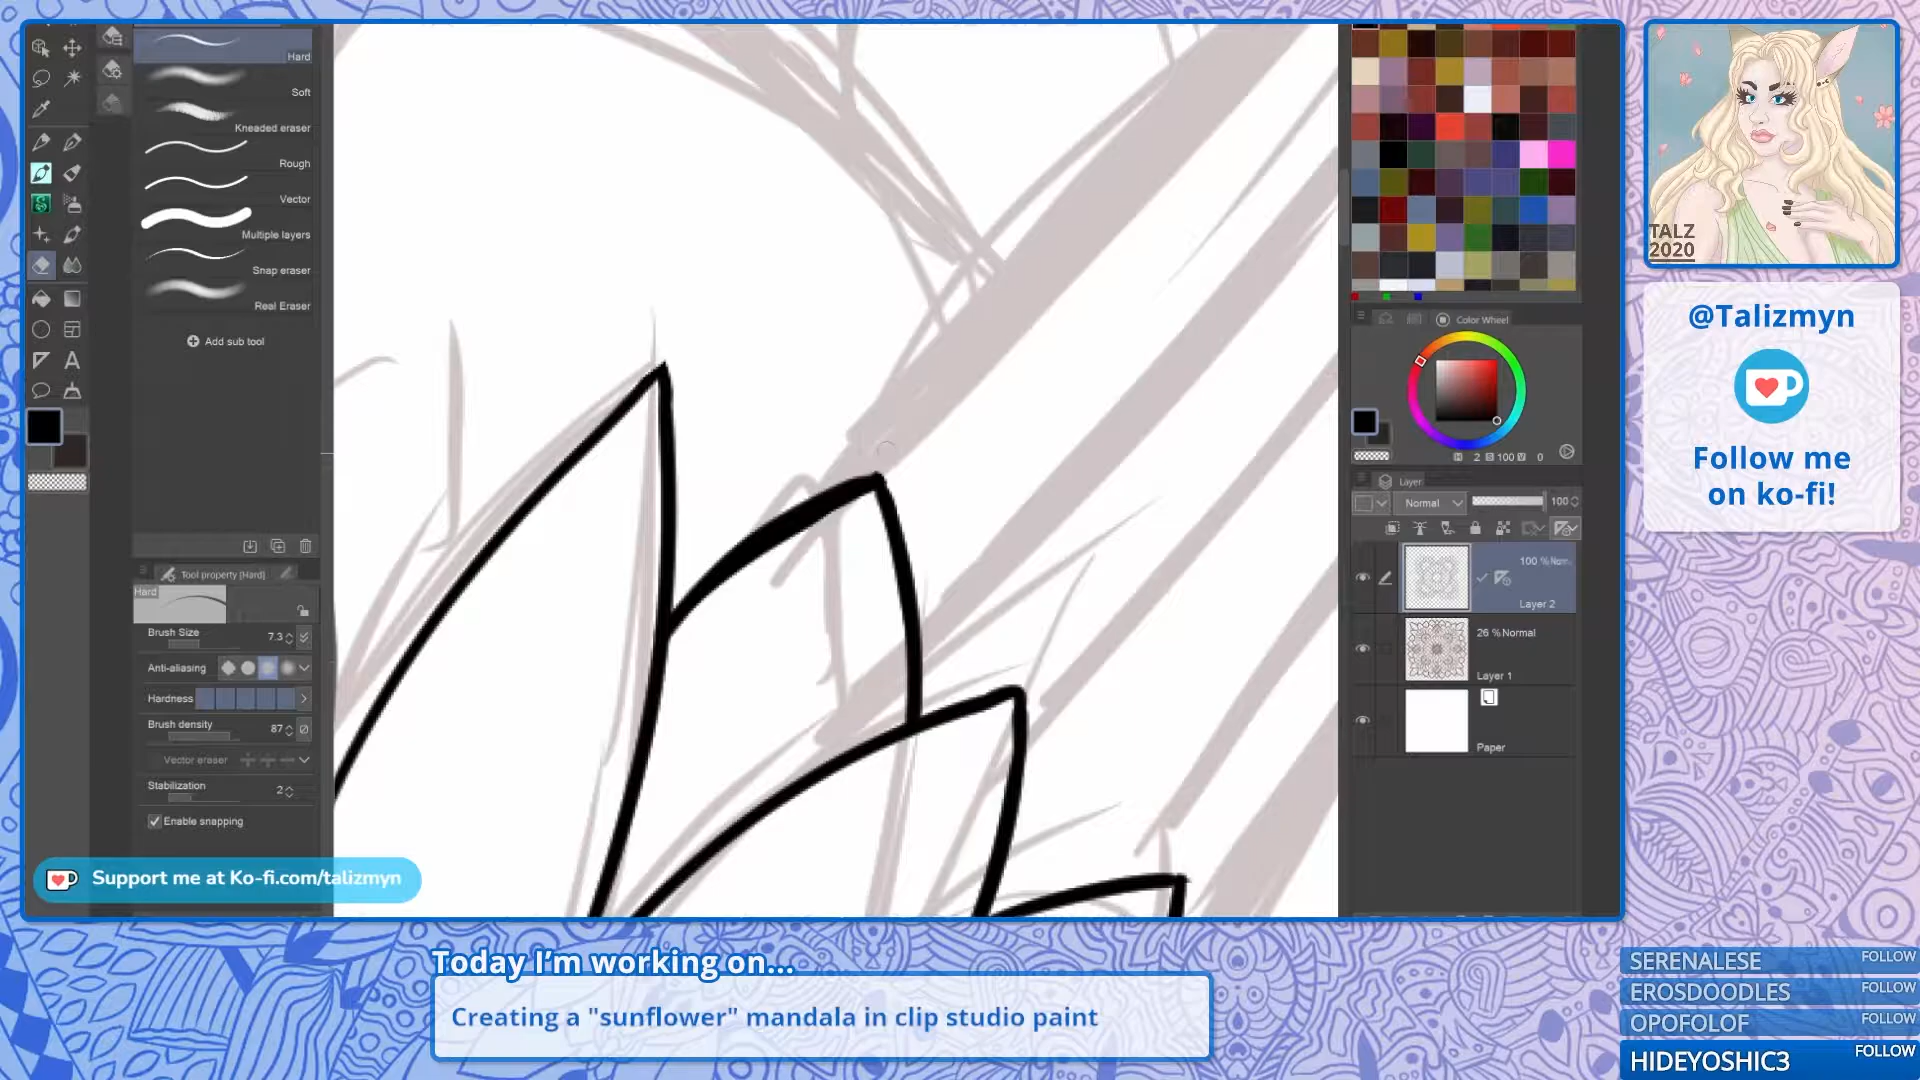 Hard
Soft
Kneaded eraser
Rough
Vector
Multiple layers
Snap eraser
Real Eraser
Add sub tool
Tool property [Hard]
Hard
Brush Size 7.3
Anti-aliasing
Hardness
Brush density 87
Vector eraser
Stabilization 2
Enable snapping
Support me at Ko-fi.com/talizmyn
Color Wheel
H 2 S 100 V 0
Layer
Normal 100
100 % Norm
Layer 2
26 % Normal
Layer 1
Paper
TALZ
2020
@Talizmyn
Follow me
on ko-fi!
Today I'm working on...
Creating a "sunflower" mandala in clip studio paint
SERENALESE FOLLOW
EROSDOODLES FOLLOW
OPOFOLOF FOLLOW
HIDEYOSHIC3 FOLLOW